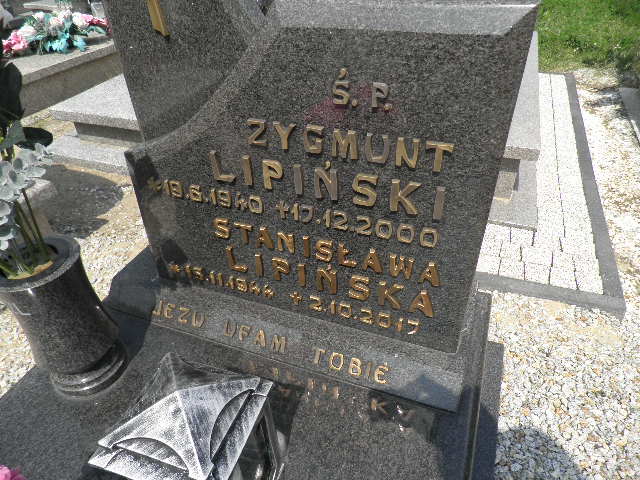 Ś. P.
ZYGMUNT
LIPIŃSKI
*19.6.1940 +17.12.2000
STANISŁAWA
LIPIŃSKA
*15.11.1944 +2.10.2017
JEZU UFAM TOBIE